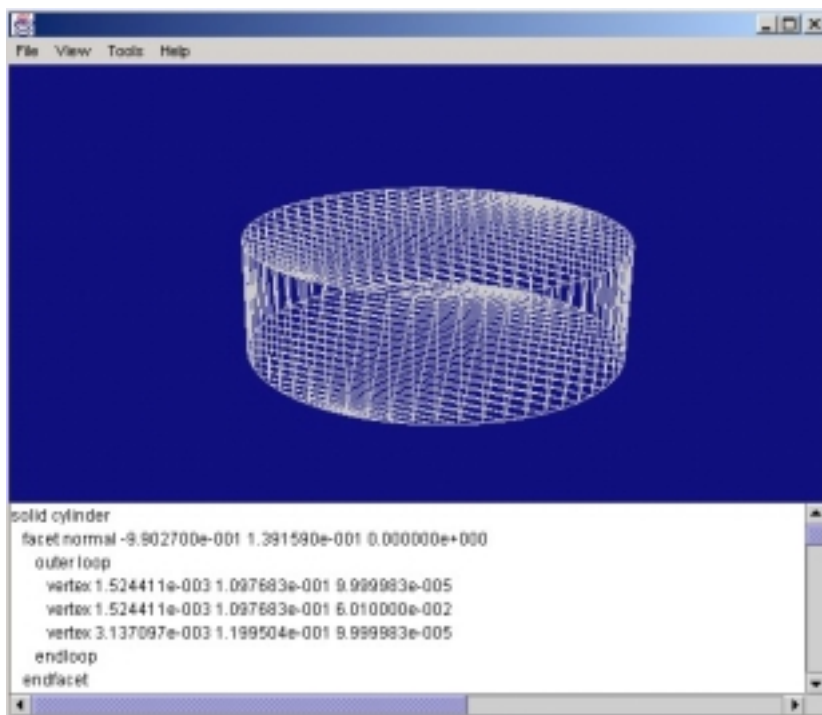 File View Tools Help
solid cylinder
facet normal -9.902700e-001 1.391590e-001 0.000000e+000
outer loop
vertex 1.524411e-003 1.097683e-001 9.999983e-005
vertex 1.524411e-003 1.097683e-001 6.010000e-002
vertex 3.137097e-003 1.199504e-001 9.999983e-005
endloop
endfacet